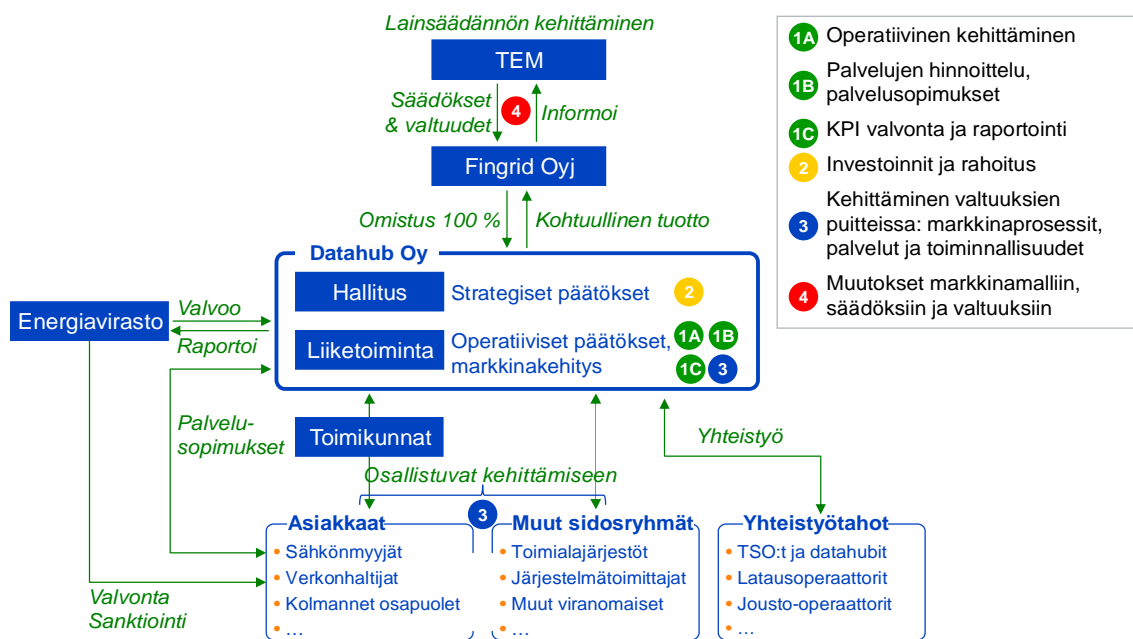 Lainsäädännön kehittäminen
TEM
Säädökset
& valtuudet
4
Informoi
Fingrid Oyj
Omistus 100 %
Kohtuullinen tuotto
Datahub Oy
Hallitus
Strategiset päätökset
2
Liiketoiminta
Operatiiviset päätökset,
markkinakehitys
1A
1B
1C
3
Energiavirasto
Valvoo
Raportoi
Palvelu-
sopimukset
Toimikunnat
Yhteistyö
Osallistuvat kehittämiseen
3
Asiakkaat
• Sähkönmyyjät
• Verkonhaltijat
• Kolmannet osapuolet
• …
Muut sidosryhmät
• Toimialajärjestöt
• Järjestelmätoimittajat
• Muut viranomaiset
• …
Yhteistyötahot
• TSO:t ja datahubit
• Latausoperaattorit
• Jousto-operaattorit
• …
Valvonta
Sanktiointi
1A Operatiivinen kehittäminen
1B Palvelujen hinnoittelu,
palvelusopimukset
1C KPI valvonta ja raportointi
2 Investoinnit ja rahoitus
3 Kehittäminen valtuuksien
puitteissa: markkinaprosessit,
palvelut ja toiminnallisuudet
4 Muutokset markkinamalliin,
säädöksiin ja valtuuksiin